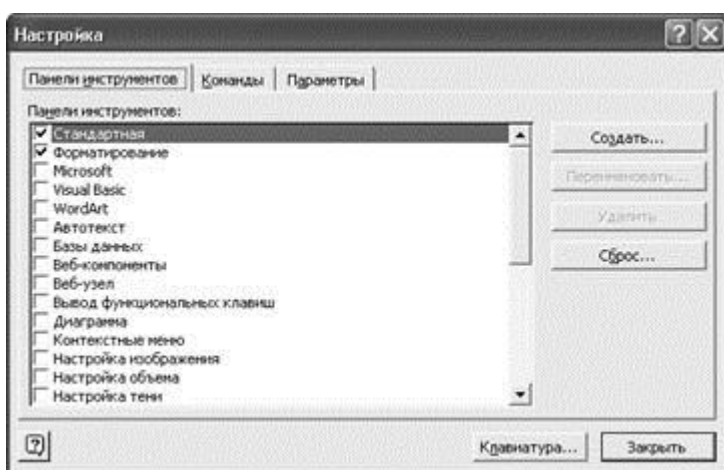 Настройка
Панели инструментов Команды Параметры
Панели инструментов:
Стандартная
Форматирование
Microsoft
Visual Basic
WordArt
Автотекст
Базы данных
Веб-компоненты
Веб-узел
Вывод функциональных клавиш
Диаграмма
Контекстные меню
Настройка изображения
Настройка объема
Настройка тени
Создать...
Переименовать...
Удалить
Сброс...
Клавиатура...
Закрыть